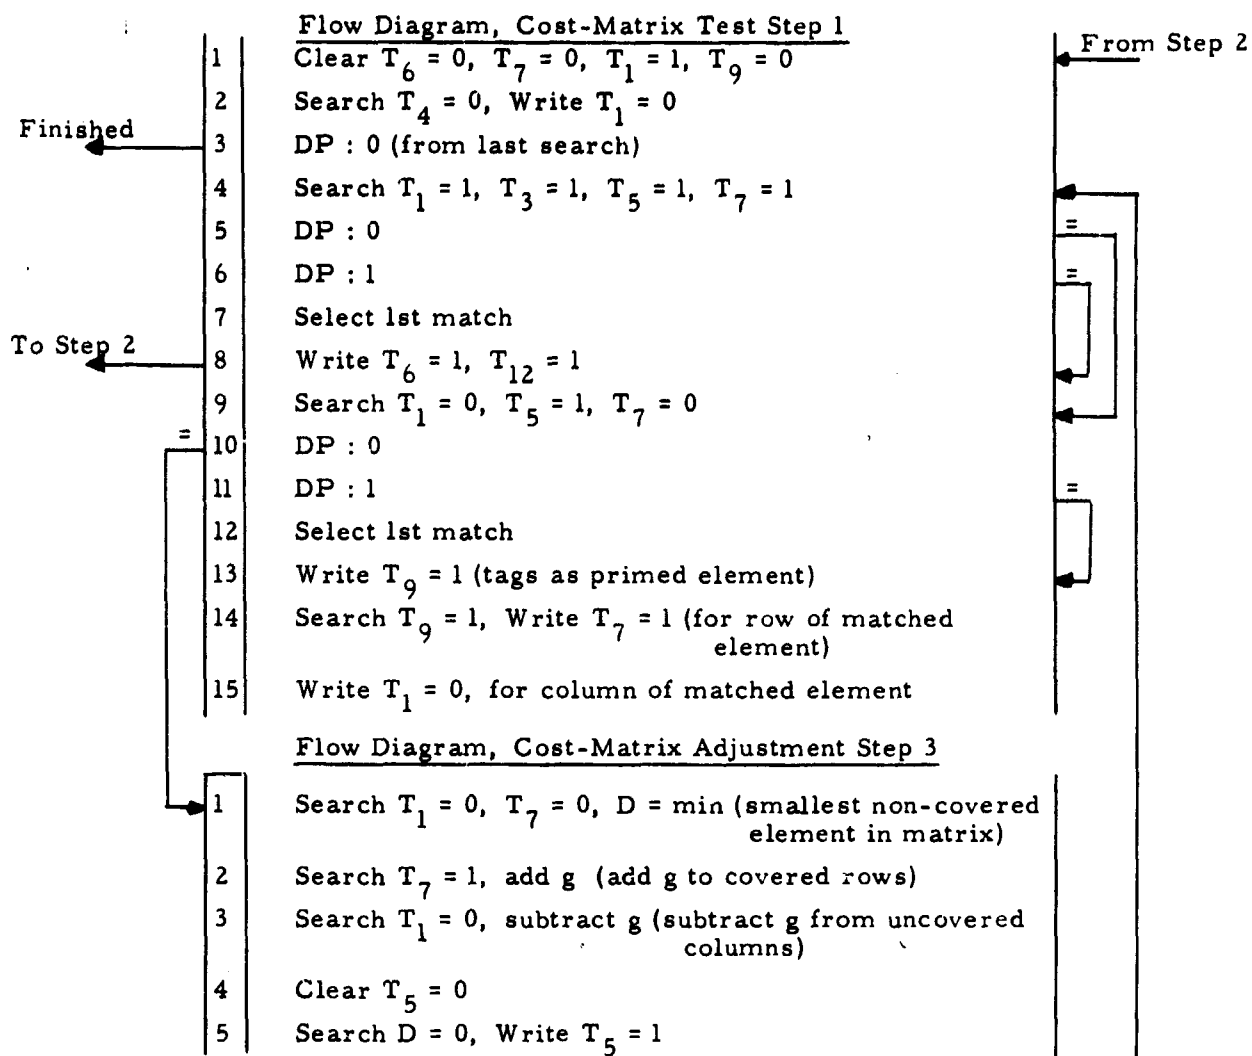 Flow Diagram, Cost-Matrix Test Step 1
From Step 2
1 Clear T6 = 0, T7 = 0, T1 = 1, T9 = 0
2 Search T4 = 0, Write T1 = 0
Finished
3 DP : 0 (from last search)
4 Search T1 = 1, T3 = 1, T5 = 1, T7 = 1
5 DP : 0 =
6 DP : 1 =
7 Select 1st match
To Step 2
8 Write T6 = 1, T12 = 1
9 Search T1 = 0, T5 = 1, T7 = 0
= 10 DP : 0
11 DP : 1 =
12 Select 1st match
13 Write T9 = 1 (tags as primed element)
14 Search T9 = 1, Write T7 = 1 (for row of matched
element)
15 Write T1 = 0, for column of matched element
Flow Diagram, Cost-Matrix Adjustment Step 3
1 Search T1 = 0, T7 = 0, D = min (smallest non-covered
element in matrix)
2 Search T7 = 1, add g (add g to covered rows)
3 Search T1 = 0, subtract g (subtract g from uncovered
columns)
4 Clear T5 = 0
5 Search D = 0, Write T5 = 1